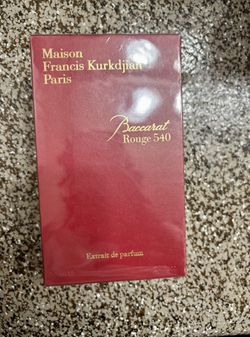 Maison
Francis Kurkdjian
Paris
Baccarat
Rouge 540
Extrait de parfum